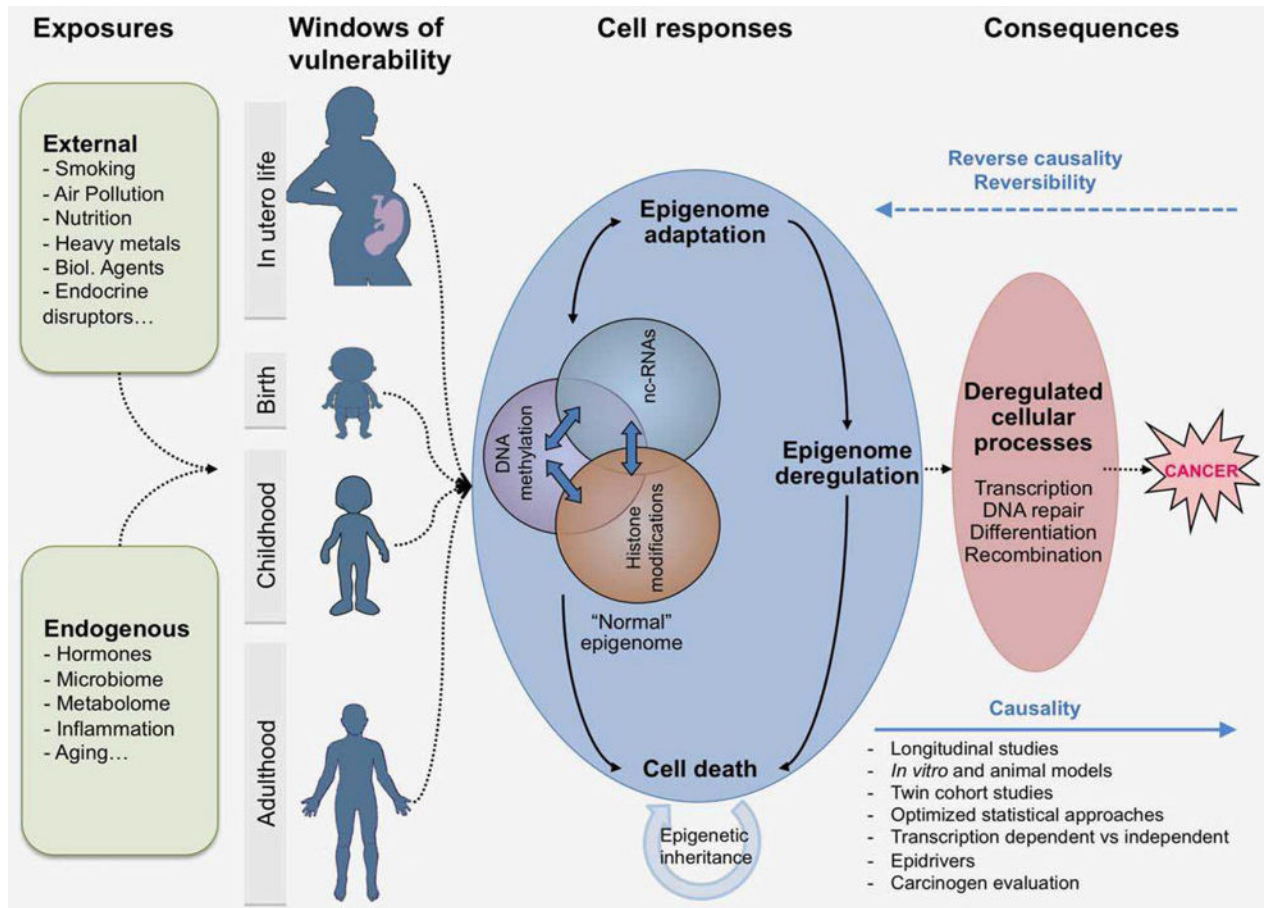 Exposures
Windows of
vulnerability
Cell responses
Consequences
External
- Smoking
- Air Pollution
- Nutrition
- Heavy metals
- Biol. Agents
- Endocrine
disruptors…
Endogenous
- Hormones
- Microbiome
- Metabolome
- Inflammation
- Aging…
In utero life
Birth
Childhood
Adulthood
Epigenome
adaptation
nc-RNAs
DNA
methylation
Histone
modifications
“Normal”
epigenome
Epigenome
deregulation
Cell death
Epigenetic
inheritance
Reverse causality
Reversibility
Deregulated
cellular
processes
Transcription
DNA repair
Differentiation
Recombination
CANCER
Causality
- Longitudinal studies
- In vitro and animal models
- Twin cohort studies
- Optimized statistical approaches
- Transcription dependent vs independent
- Epidrivers
- Carcinogen evaluation